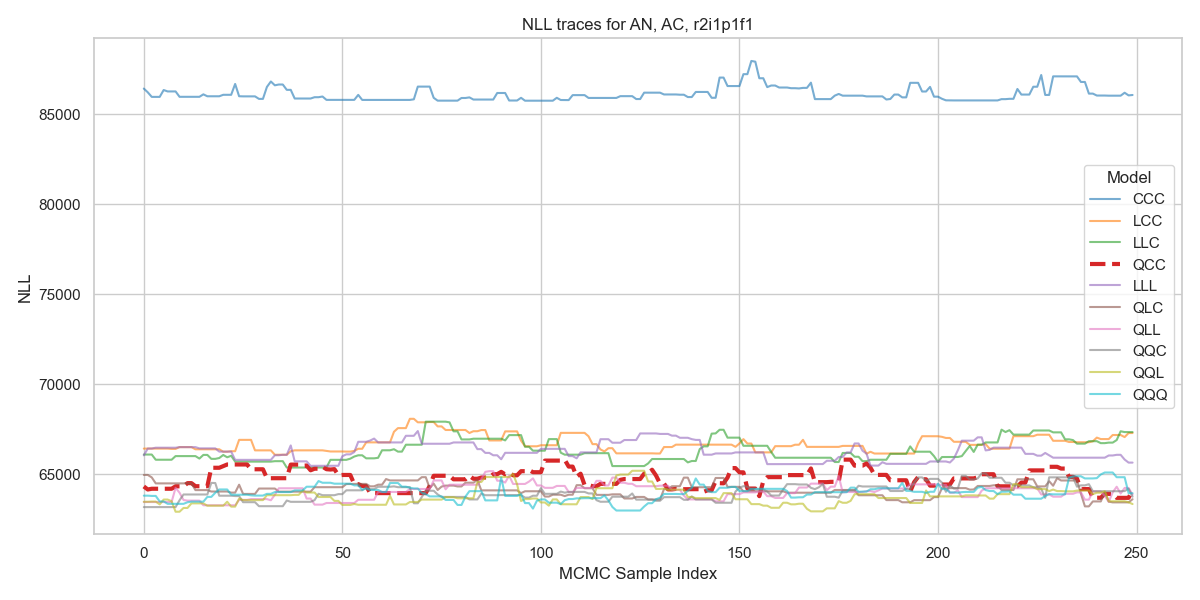 NLL traces for AN, AC, r2i1p1f1
85000
80000
75000
70000
65000
NLL
0
50
100
150
200
250
MCMC Sample Index
Model
CCC
LCC
LLC
QCC
LLL
QLC
QLL
QQC
QQL
QQQ